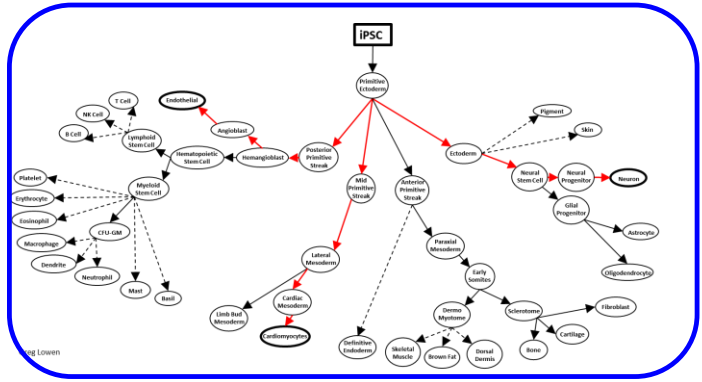 iPSC
Primitive
Ectoderm
T Cell
Endothelial
NK Cell
Angioblast
B Cell
Lymphoid
Stem Cell
Pigment
Skin
Hematopoietic
Stem Cell
Hemangioblast
Posterior
Primitive
Streak
Ectoderm
Platelet
Myeloid
Stem Cell
Mid
Primitive
Streak
Anterior
Primitive
Streak
Neural
Stem Cell
Neural
Progenitor
Neuron
Erythrocyte
Eosinophil
Glial
Progenitor
CFU-GM
Macrophage
Astrocyte
Paraxial
Mesoderm
Dendrite
Lateral
Mesoderm
Neutrophil
Early
Somites
Oligodendrocyte
Mast
Basil
Cardiac
Mesoderm
Limb Bud
Mesoderm
Dermo
Myotome
Sclerotome
Fibroblast
Cardiomyocytes
Cartilage
Definitive
Endoderm
Skeletal
Muscle
Brown Fat
Dorsal
Dermis
Bone
eg Lowen